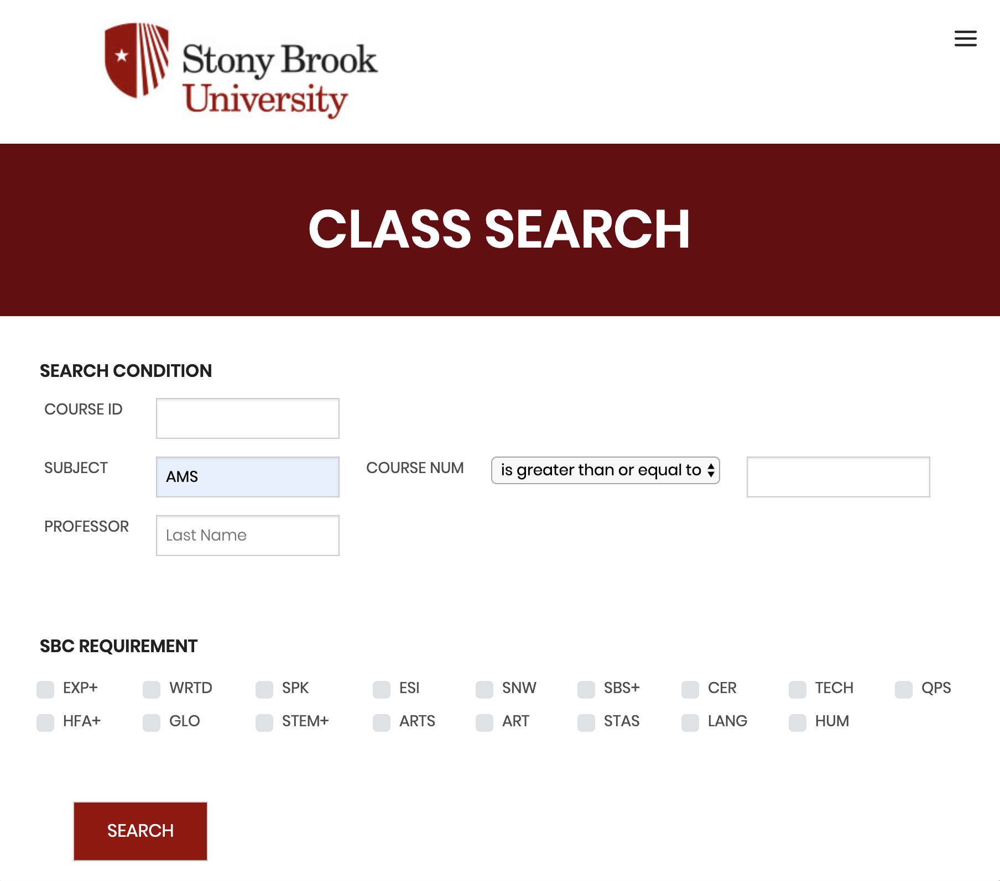 Stony Brook
University
CLASS SEARCH
SEARCH CONDITION
COURSE ID
SUBJECT AMS COURSE NUM is greater than or equal to
PROFESSOR Last Name
SBC REQUIREMENT
EXP+ WRTD SPK ESI SNW SBS+ CER TECH QPS
HFA+ GLO STEM+ ARTS ART STAS LANG HUM
SEARCH